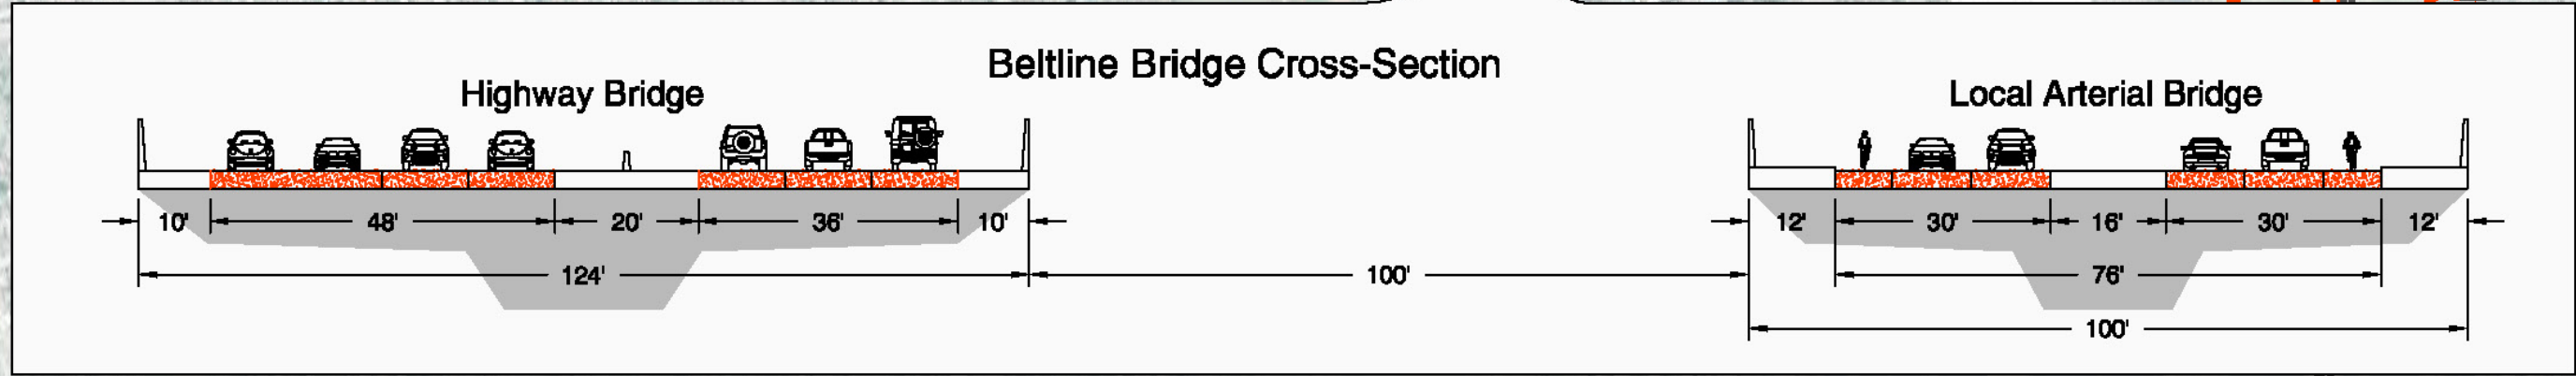 Beltline Bridge Cross-Section
Highway Bridge
Local Arterial Bridge
10' 48' 20' 36' 10'
12' 30' 16' 30' 12'
124' 100' 76'
100'